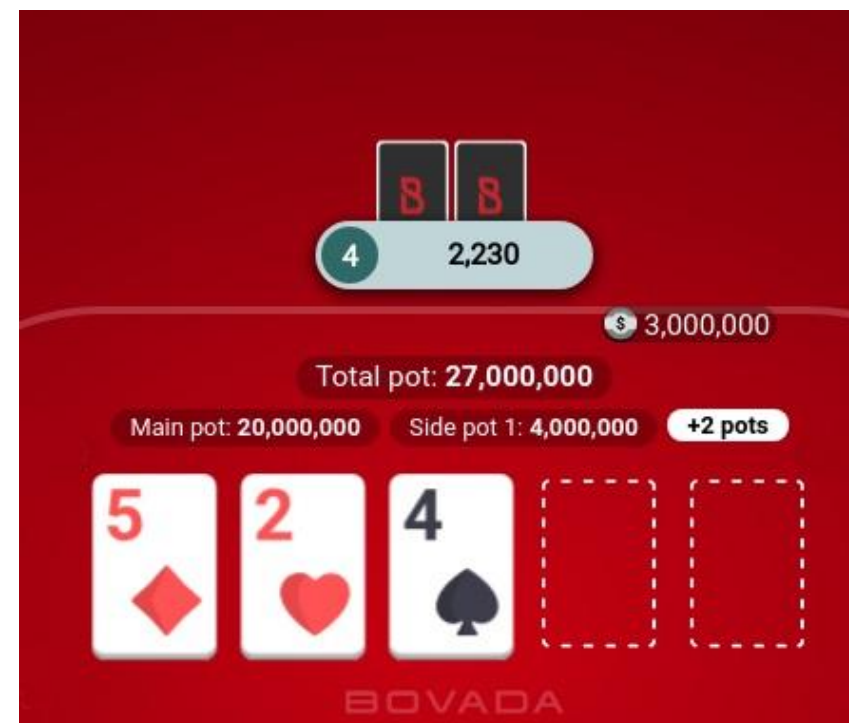 B B
4 2,230
$ 3,000,000
Total pot: 27,000,000
Main pot: 20,000,000 Side pot 1: 4,000,000 +2 pots
5 2 4
BOVADA